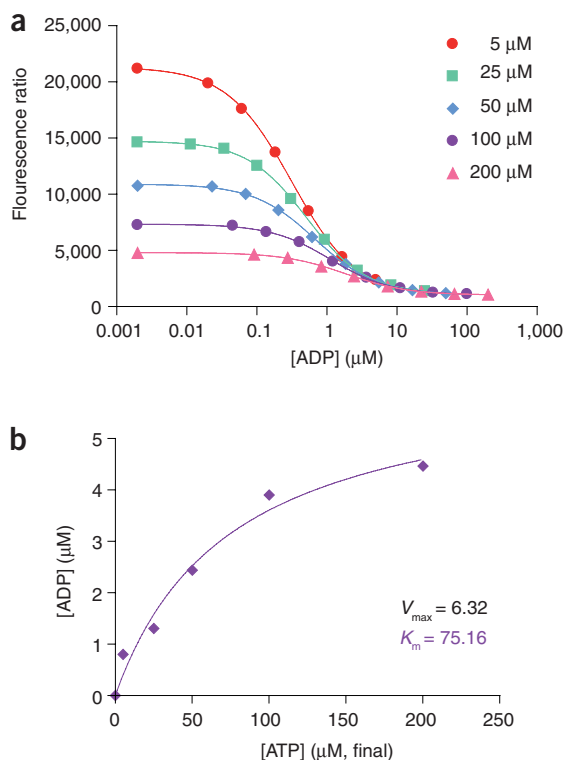 a
25,000
20,000
15,000
10,000
5,000
0
Flourescence ratio
0.001 0.01 0.1 1 10 100 1,000
[ADP] (µM)
5 µM
25 µM
50 µM
100 µM
200 µM
b
5
4
3
2
1
0
[ADP] (µM)
0 50 100 150 200 250
[ATP] (µM, final)
Vmax = 6.32
Km = 75.16